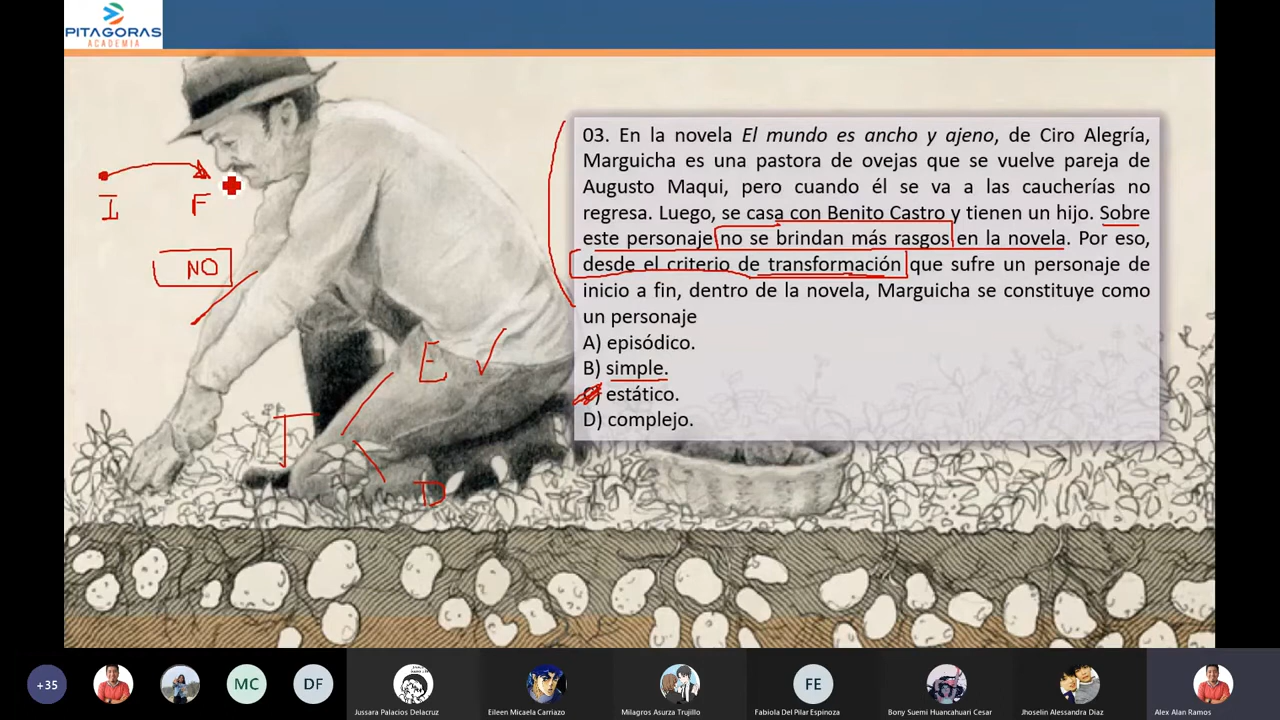 PITAGORAS
ACADEMIA
03. En la novela El mundo es ancho y ajeno, de Ciro Alegría,
Marguicha es una pastora de ovejas que se vuelve pareja de
Augusto Maqui, pero cuando él se va a las caucherías no
regresa. Luego, se casa con Benito Castro y tienen un hijo. Sobre
este personaje no se brindan más rasgos en la novela. Por eso,
desde el criterio de transformación que sufre un personaje de
inicio a fin, dentro de la novela, Marguicha se constituye como
un personaje
A) episódico.
B) simple.
C) estático.
D) complejo.
I F
NO
E
T
D
+35
MC
DF
FE
Jussara Palacios Delacruz
Eileen Micaela Carriazo
Milagros Asurza Trujillo
Fabiola Del Pilar Espinoza
Bony Suemi Huancahuari Cesar
Jhoselin Alessandra Diaz
Alex Alan Ramos